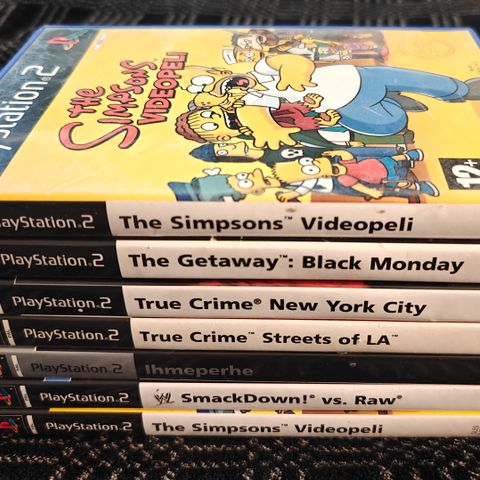 PlayStation 2
THE
SIMPSONS
VIDEOPELI
12+
PlayStation 2 The Simpsons™ Videopeli
PlayStation 2 The Getaway™: Black Monday
PlayStation 2 True Crime® New York City
PlayStation 2 True Crime™ Streets of LA™
PlayStation 2 Ihmeperhe
PlayStation 2 SmackDown!® vs. Raw®
PlayStation 2 The Simpsons™ Videopeli